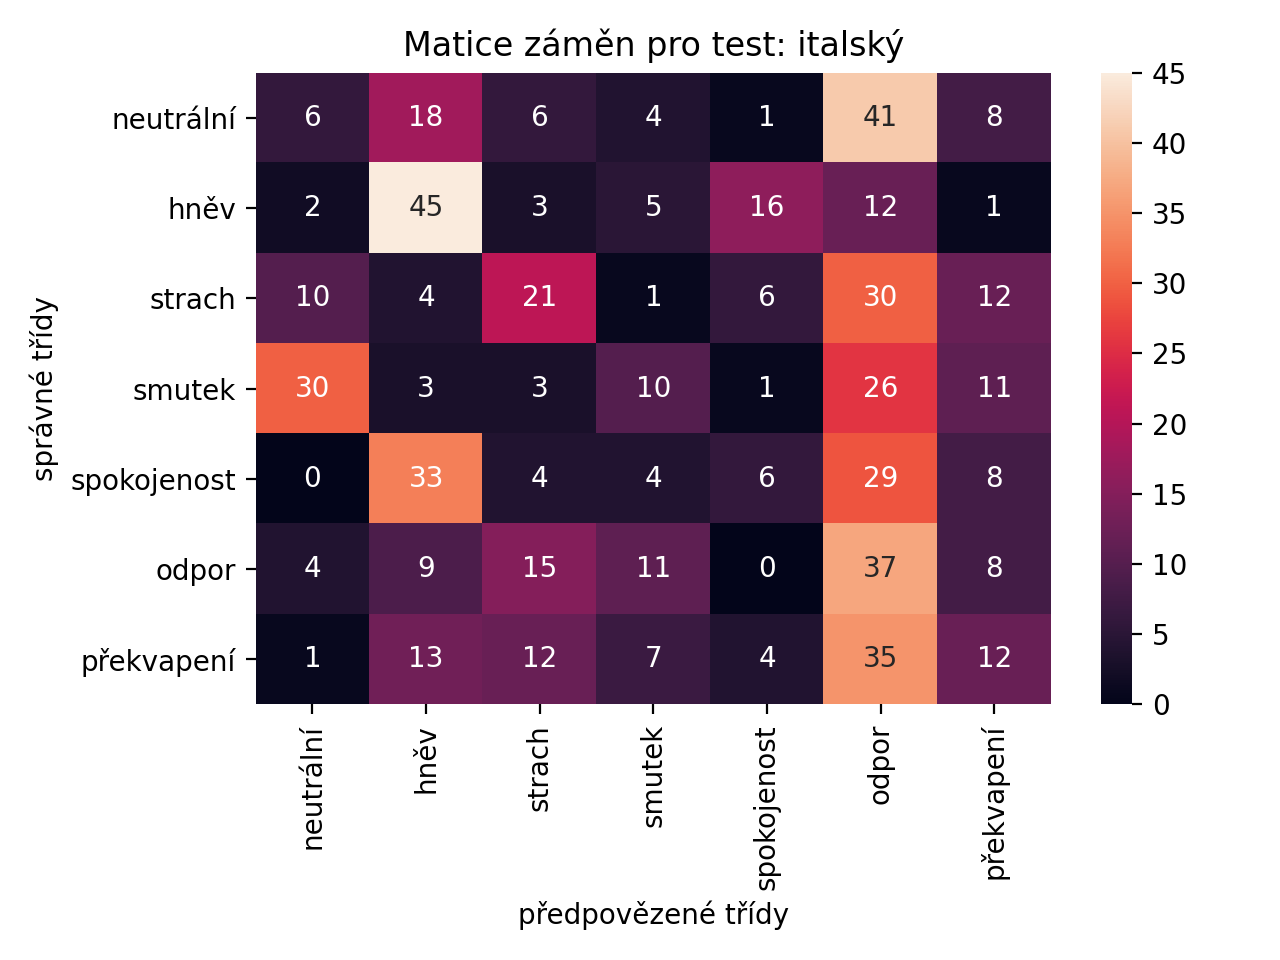 Matice záměn pro test: italský
neutrální 6 18 6 4 1 41 8
hněv 2 45 3 5 16 12 1
strach 10 4 21 1 6 30 12
smutek 30 3 3 10 1 26 11
spokojenost 0 33 4 4 6 29 8
odpor 4 9 15 11 0 37 8
překvapení 1 13 12 7 4 35 12
správné třídy
neutrální hněv strach smutek spokojenost odpor překvapení
předpovězené třídy
45
40
35
30
25
20
15
10
5
0